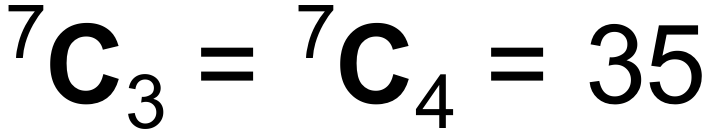 ⁷C₃ = ⁷C₄ = 35